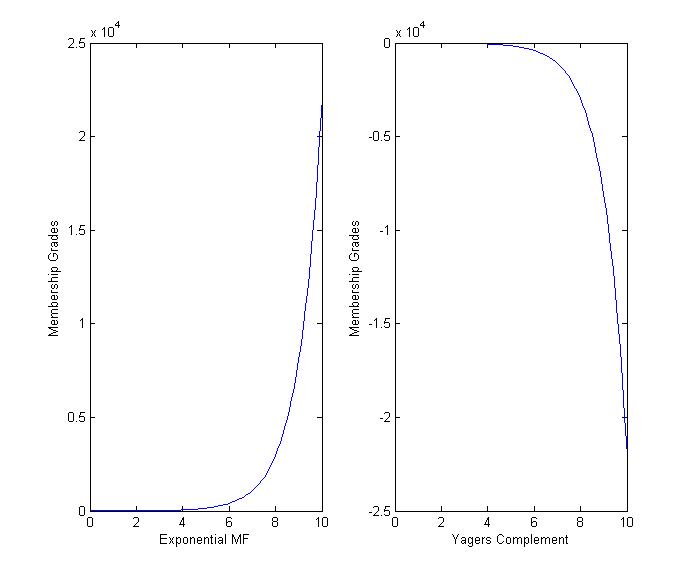 x 10^4
2.5
2
1.5
1
0.5
0
0 2 4 6 8 10
Membership Grades
Exponential MF
x 10^4
0
-0.5
-1
-1.5
-2
-2.5
0 2 4 6 8 10
Membership Grades
Yagers Complement